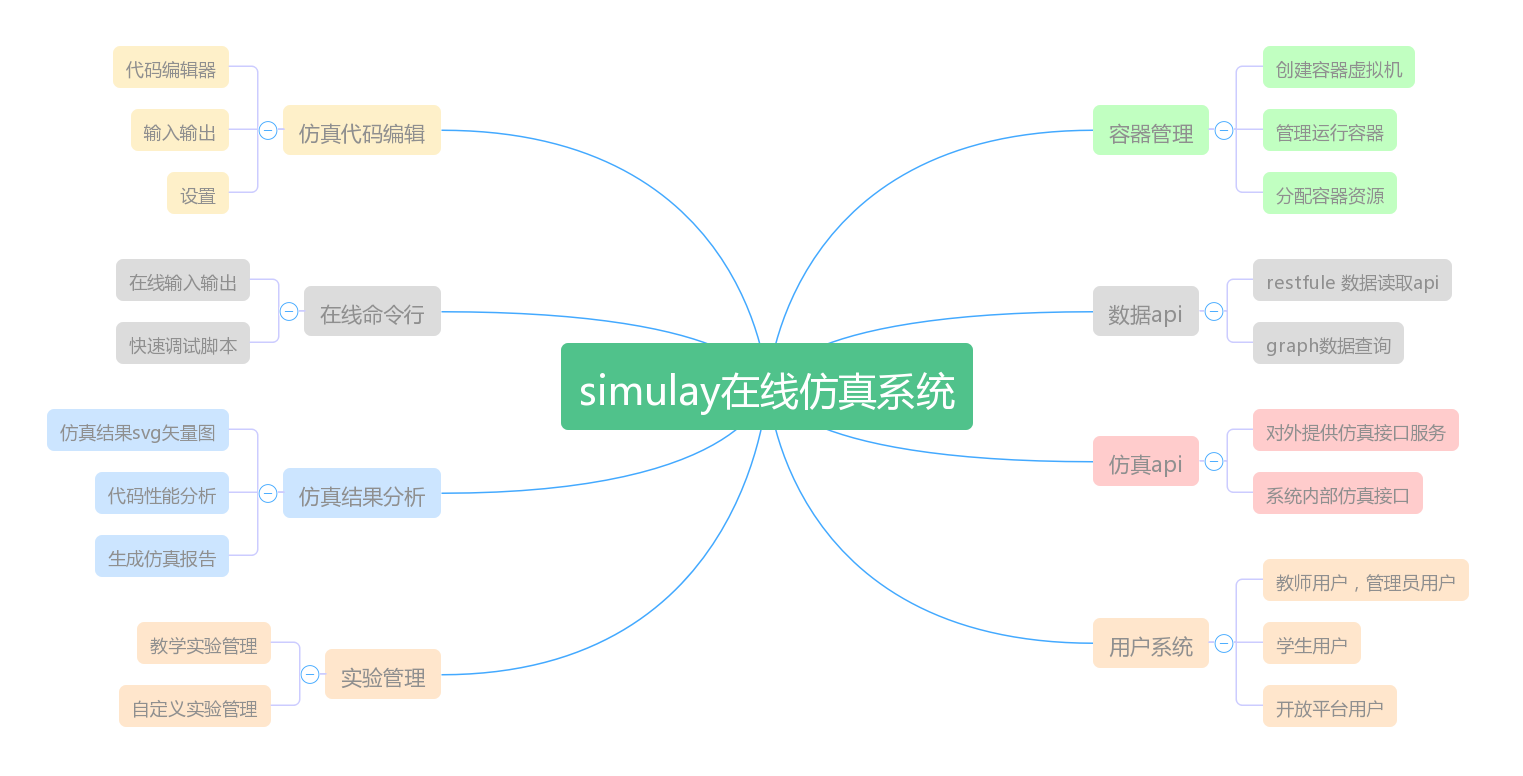 simulay在线仿真系统
仿真代码编辑
代码编辑器
输入输出
设置
在线命令行
在线输入输出
快速调试脚本
仿真结果分析
仿真结果svg矢量图
代码性能分析
生成仿真报告
实验管理
教学实验管理
自定义实验管理
容器管理
创建容器虚拟机
管理运行容器
分配容器资源
数据api
restfule 数据读取api
graph数据查询
仿真api
对外提供仿真接口服务
系统内部仿真接口
用户系统
教师用户，管理员用户
学生用户
开放平台用户